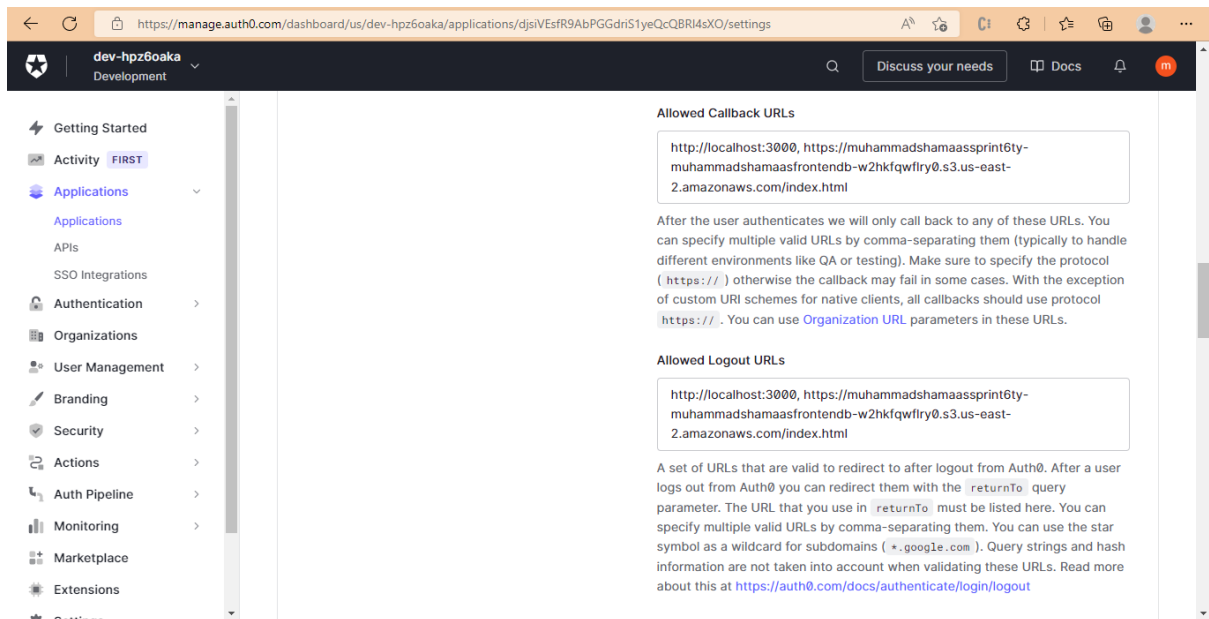 https://manage.auth0.com/dashboard/us/dev-hpz6oaka/applications/djsiVEsfR9AbPGGdriS1yeQcQBRI4sXO/settings
dev-hpz6oaka
Development
Discuss your needs
Docs
m
Getting Started
Activity FIRST
Applications
Applications
APIs
SSO Integrations
Authentication
Organizations
User Management
Branding
Security
Actions
Auth Pipeline
Monitoring
Marketplace
Extensions
Allowed Callback URLs
http://localhost:3000, https://muhammadshamaassprint6ty-
muhammadshamaasfrontendb-w2hkfqwflry0.s3.us-east-
2.amazonaws.com/index.html
After the user authenticates we will only call back to any of these URLs. You
can specify multiple valid URLs by comma-separating them (typically to handle
different environments like QA or testing). Make sure to specify the protocol
( https:// ) otherwise the callback may fail in some cases. With the exception
of custom URI schemes for native clients, all callbacks should use protocol
https:// . You can use Organization URL parameters in these URLs.
Allowed Logout URLs
http://localhost:3000, https://muhammadshamaassprint6ty-
muhammadshamaasfrontendb-w2hkfqwflry0.s3.us-east-
2.amazonaws.com/index.html
A set of URLs that are valid to redirect to after logout from Auth0. After a user
logs out from Auth0 you can redirect them with the returnTo query
parameter. The URL that you use in returnTo must be listed here. You can
specify multiple valid URLs by comma-separating them. You can use the star
symbol as a wildcard for subdomains ( *.google.com ). Query strings and hash
information are not taken into account when validating these URLs. Read more
about this at https://auth0.com/docs/authenticate/login/logout